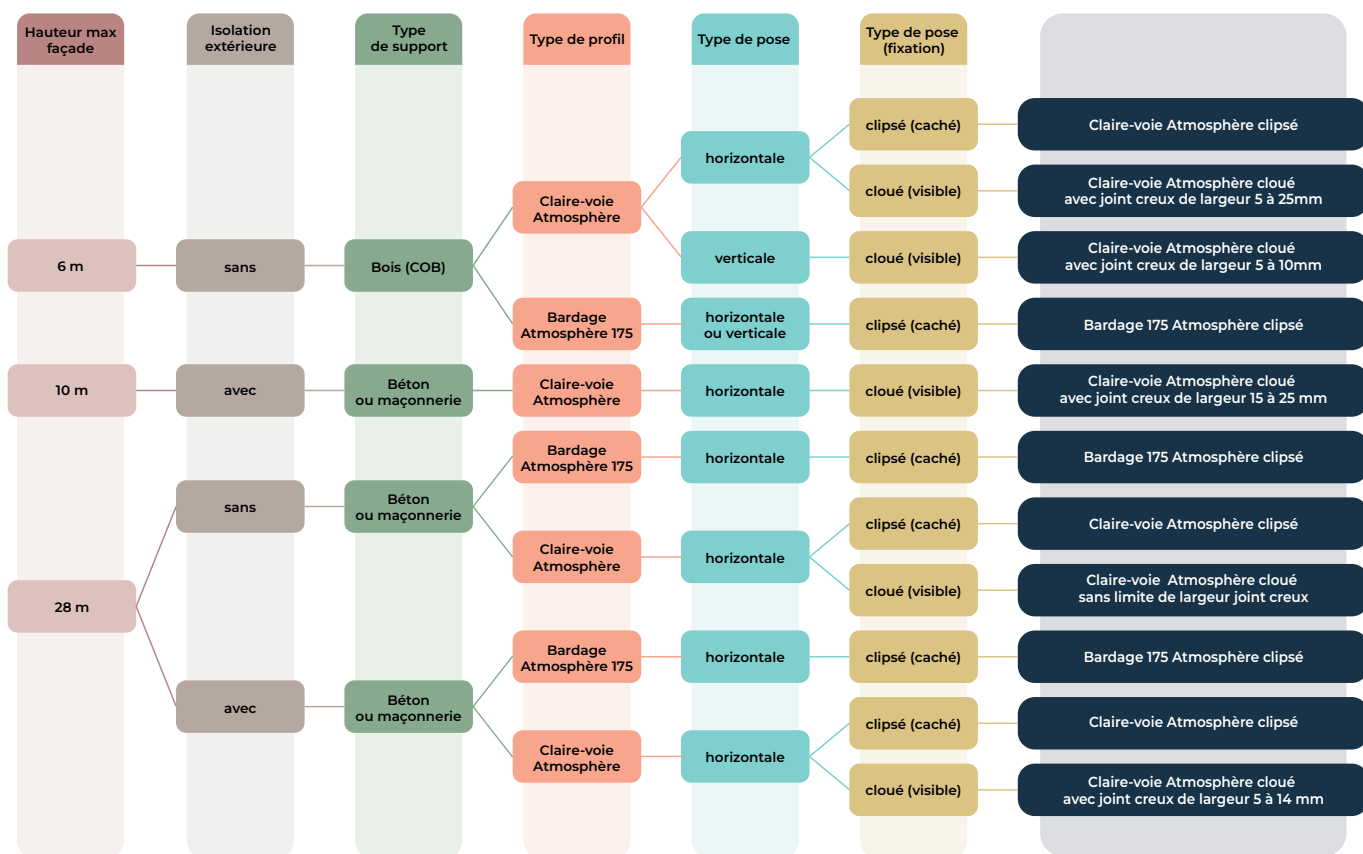 Hauteur max
façade
Isolation
extérieure
Type
de support
Type de profil
Type de pose
Type de pose
(fixation)
clipsé (caché)
Claire-voie Atmosphère clipsé
horizontale
cloué (visible)
Claire-voie Atmosphère cloué
avec joint creux de largeur 5 à 25mm
Claire-voie
Atmosphère
6 m
sans
Bois (COB)
verticale
cloué (visible)
Claire-voie Atmosphère cloué
avec joint creux de largeur 5 à 10mm
Bardage
Atmosphère 175
horizontale
ou verticale
clipsé (caché)
Bardage 175 Atmosphère clipsé
10 m
avec
Béton
ou maçonnerie
Claire-voie
Atmosphère
horizontale
cloué (visible)
Claire-voie Atmosphère cloué
avec joint creux de largeur 15 à 25 mm
Bardage
Atmosphère 175
horizontale
clipsé (caché)
Bardage 175 Atmosphère clipsé
sans
Béton
ou maçonnerie
clipsé (caché)
Claire-voie Atmosphère clipsé
Claire-voie
Atmosphère
horizontale
cloué (visible)
Claire-voie  Atmosphère cloué
sans limite de largeur joint creux
28 m
Bardage
Atmosphère 175
horizontale
clipsé (caché)
Bardage 175 Atmosphère clipsé
avec
Béton
ou maçonnerie
clipsé (caché)
Claire-voie Atmosphère clipsé
Claire-voie
Atmosphère
horizontale
cloué (visible)
Claire-voie Atmosphère cloué
avec joint creux de largeur 5 à 14 mm